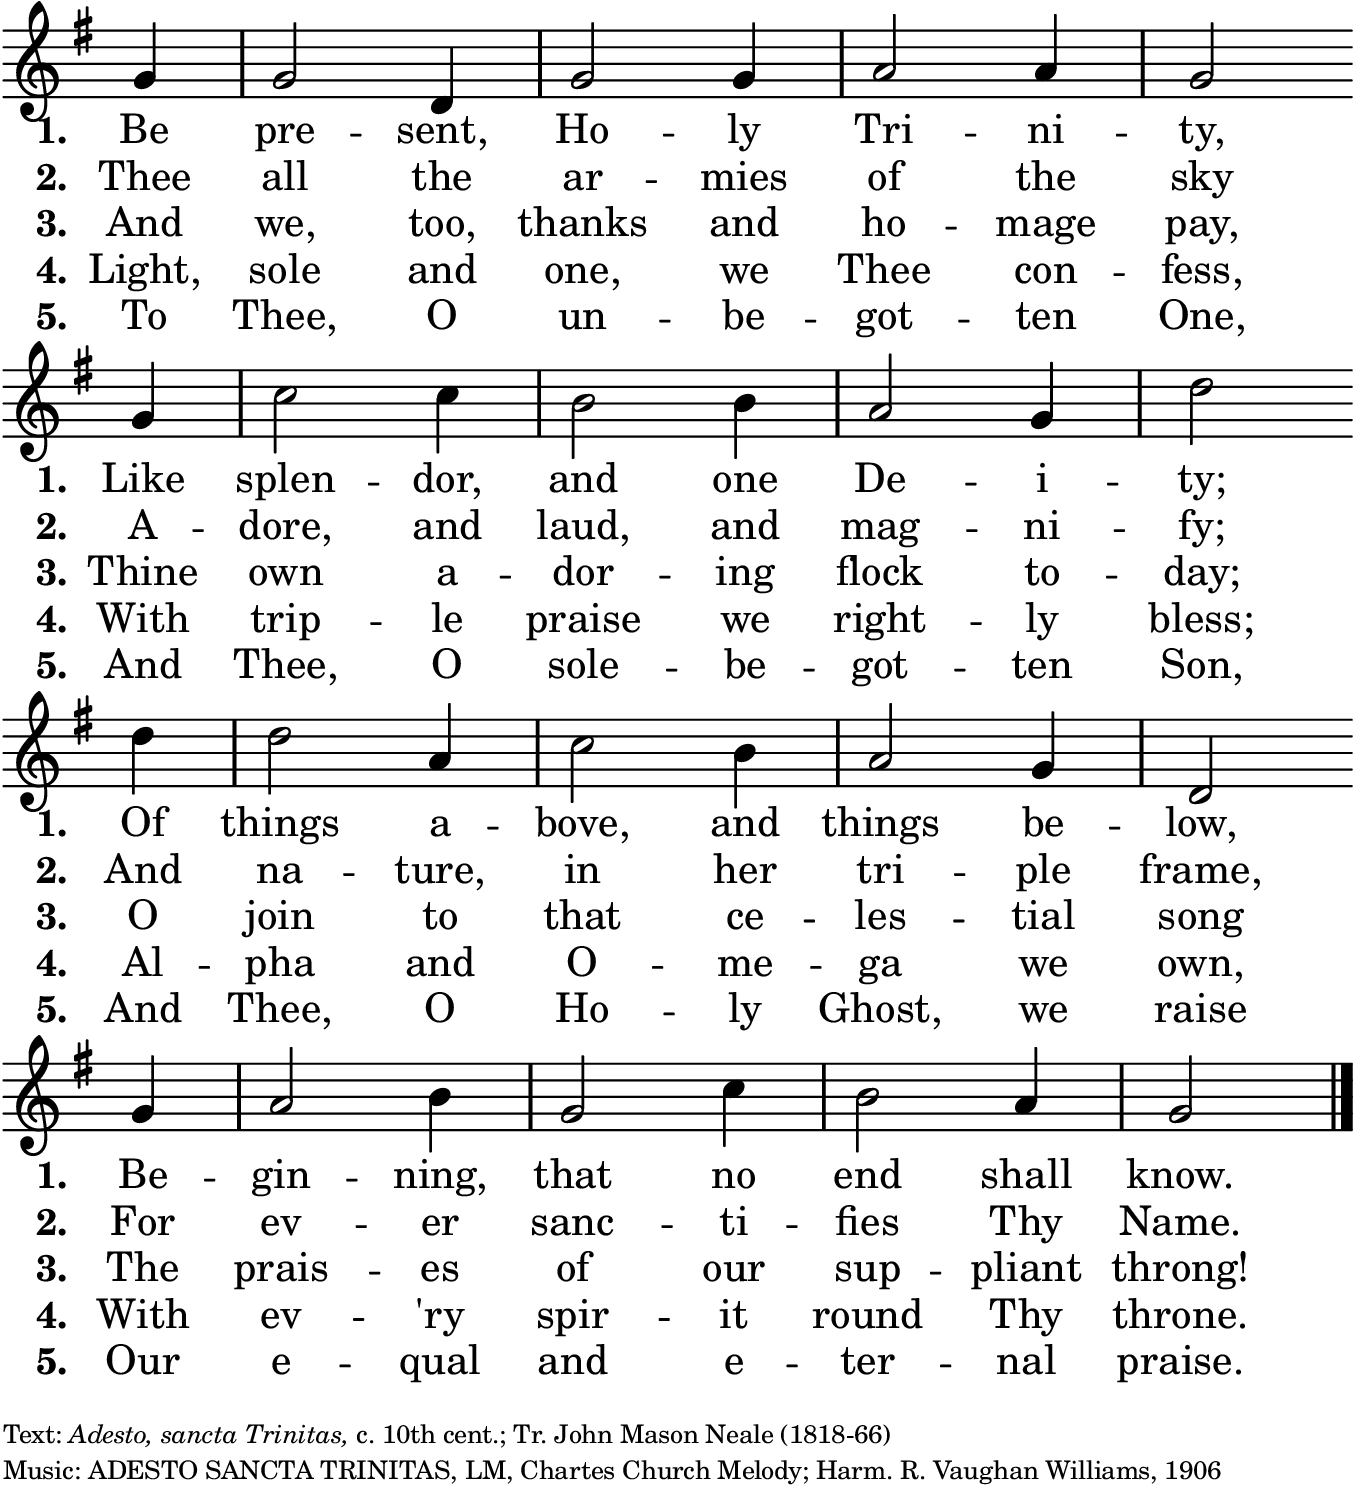 1. Be pre -- sent, Ho -- ly Tri -- ni -- ty,
2. Thee all the ar -- mies of the sky
3. And we, too, thanks and ho -- mage pay,
4. Light, sole and one, we Thee con -- fess,
5. To Thee, O un -- be -- got -- ten One,
1. Like splen -- dor, and one De -- i -- ty;
2. A -- dore, and laud, and mag -- ni -- fy;
3. Thine own a -- dor -- ing flock to -- day;
4. With trip -- le praise we right -- ly bless;
5. And Thee, O sole -- be -- got -- ten Son,
1. Of things a -- bove, and things be -- low,
2. And na -- ture, in her tri -- ple frame,
3. O join to that ce -- les -- tial song
4. Al -- pha and O -- me -- ga we own,
5. And Thee, O Ho -- ly Ghost, we raise
1. Be -- gin -- ning, that no end shall know.
2. For ev -- er sanc -- ti -- fies Thy Name.
3. The prais -- es of our sup -- pliant throng!
4. With ev -- 'ry spir -- it round Thy throne.
5. Our e -- qual and e -- ter -- nal praise.
Text: Adesto, sancta Trinitas, c. 10th cent.; Tr. John Mason Neale (1818-66)
Music: ADESTO SANCTA TRINITAS, LM, Chartes Church Melody; Harm. R. Vaughan Williams, 1906